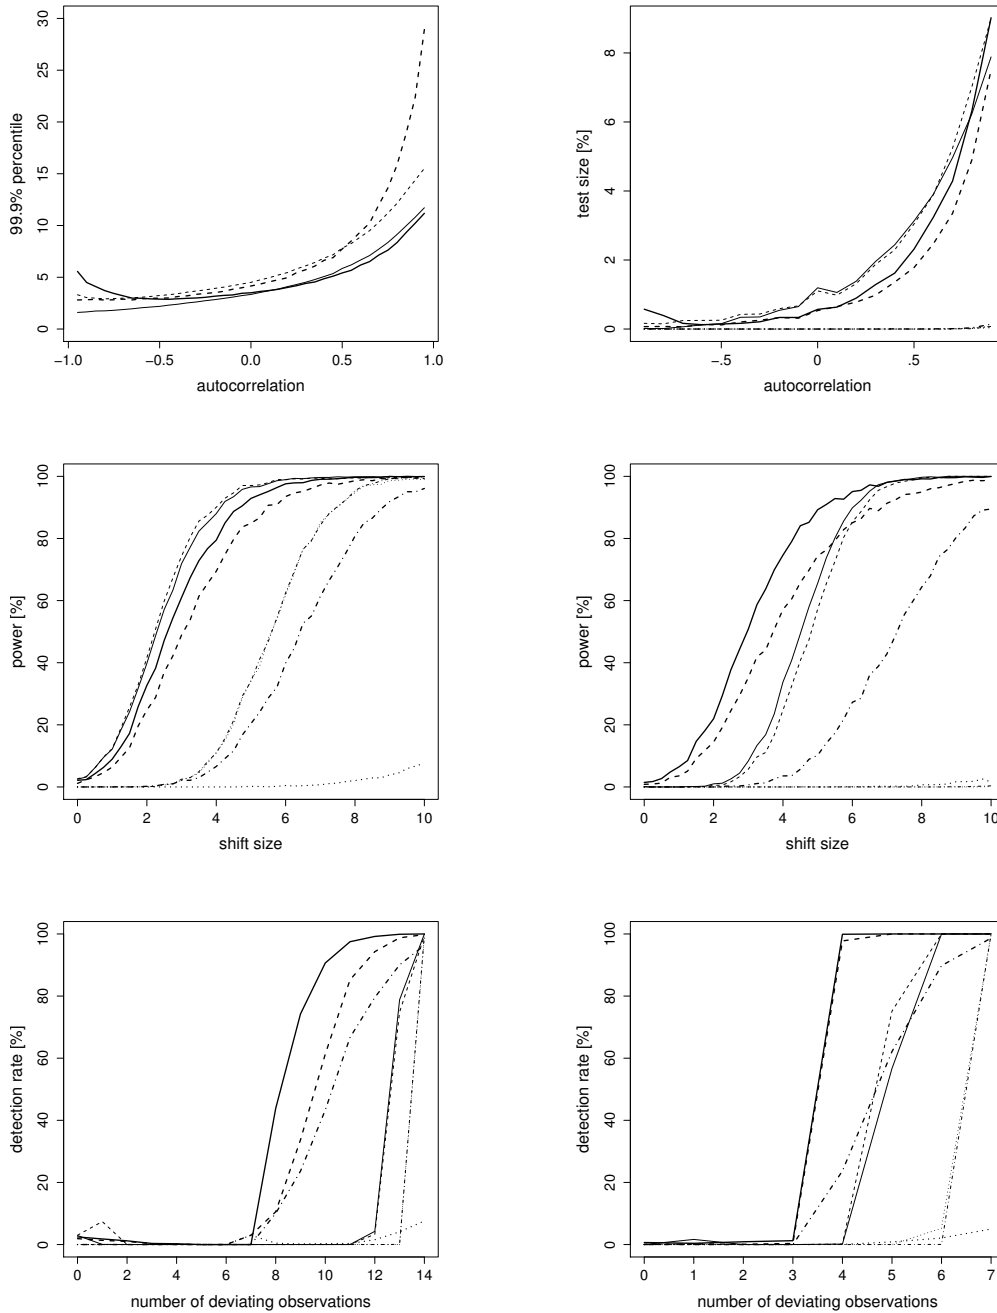 99.9% percentile
30
25
20
15
10
5
0
−1.0 −0.5 0.0 0.5 1.0
autocorrelation
test size [%]
8
6
4
2
0
−.5 0 .5
autocorrelation
power [%]
100
80
60
40
20
0
0 2 4 6 8 10
shift size
power [%]
100
80
60
40
20
0
0 2 4 6 8 10
shift size
detection rate [%]
100
80
60
40
20
0
0 2 4 6 8 10 12 14
number of deviating observations
detection rate [%]
100
80
60
40
20
0
0 1 2 3 4 5 6 7
number of deviating observations